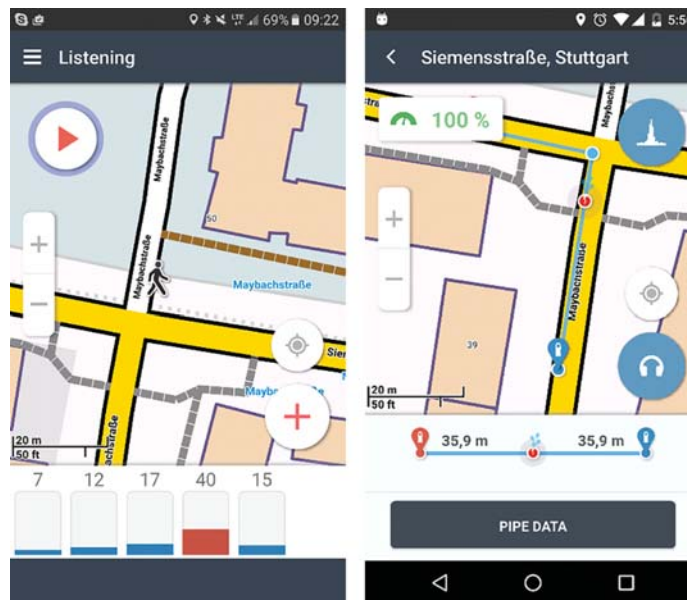 LTE 69% 09:22
Listening
Maybachstraße
50
Maybachstraße
Maybachstraße
+
−
Maybachstraße
20 m
50 ft
7 12 17 40 15
Siemensstraße, Stuttgart
100 %
Maybachstraße
+
−
39
20 m
50 ft
35,9 m 35,9 m
PIPE DATA